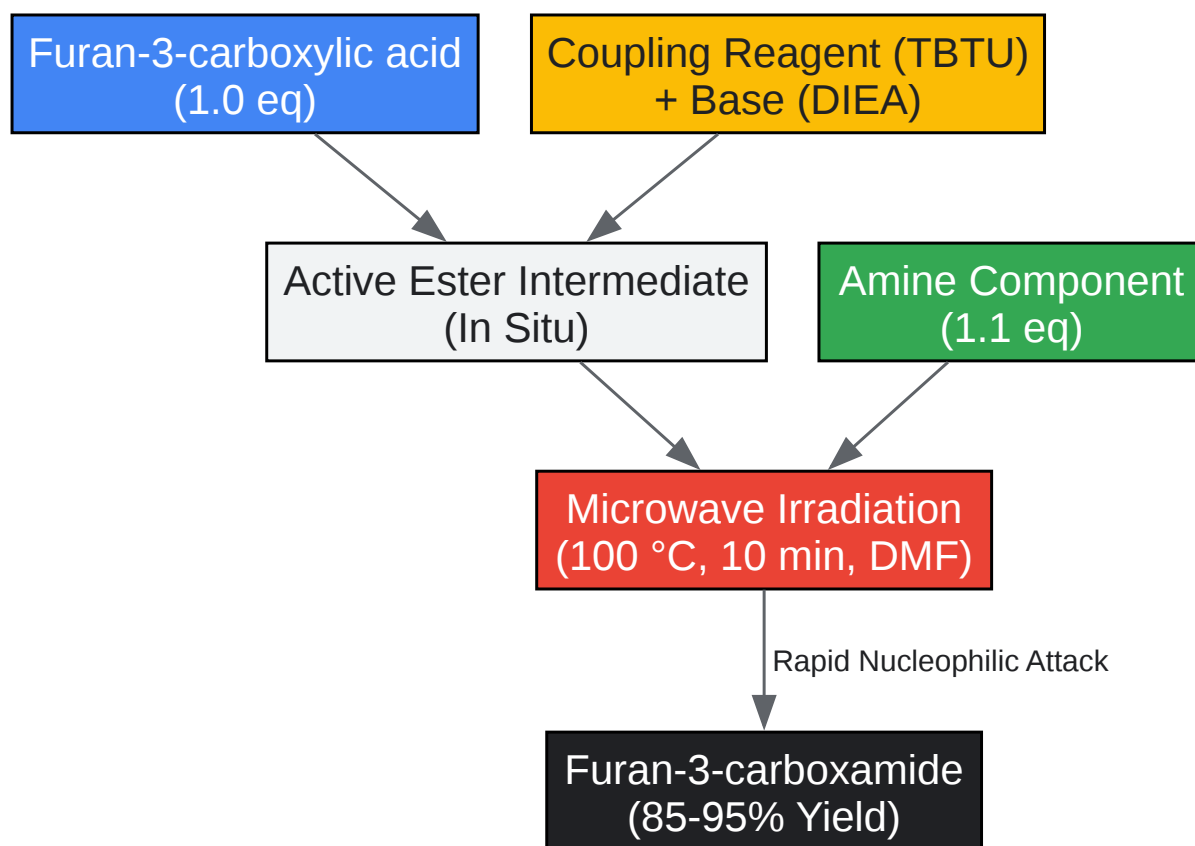 Furan-3-carboxylic acid
(1.0 eq)
Coupling Reagent (TBTU)
+ Base (DIEA)
Active Ester Intermediate
(In Situ)
Amine Component
(1.1 eq)
Microwave Irradiation
(100 °C, 10 min, DMF)
Rapid Nucleophilic Attack
Furan-3-carboxamide
(85-95% Yield)